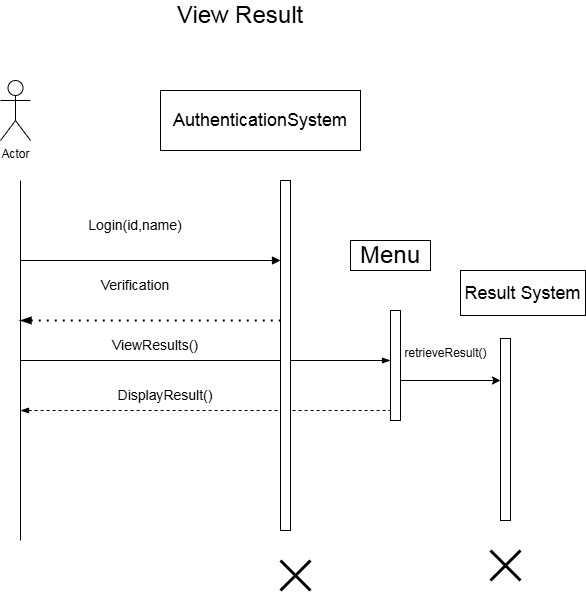 View Result
AuthenticationSystem
Actor
Login(id,name)
Menu
Verification
Result System
ViewResults()
retrieveResult()
DisplayResult()